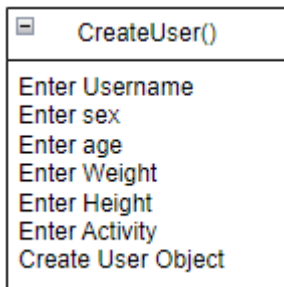 CreateUser()
Enter Username
Enter sex
Enter age
Enter Weight
Enter Height
Enter Activity
Create User Object